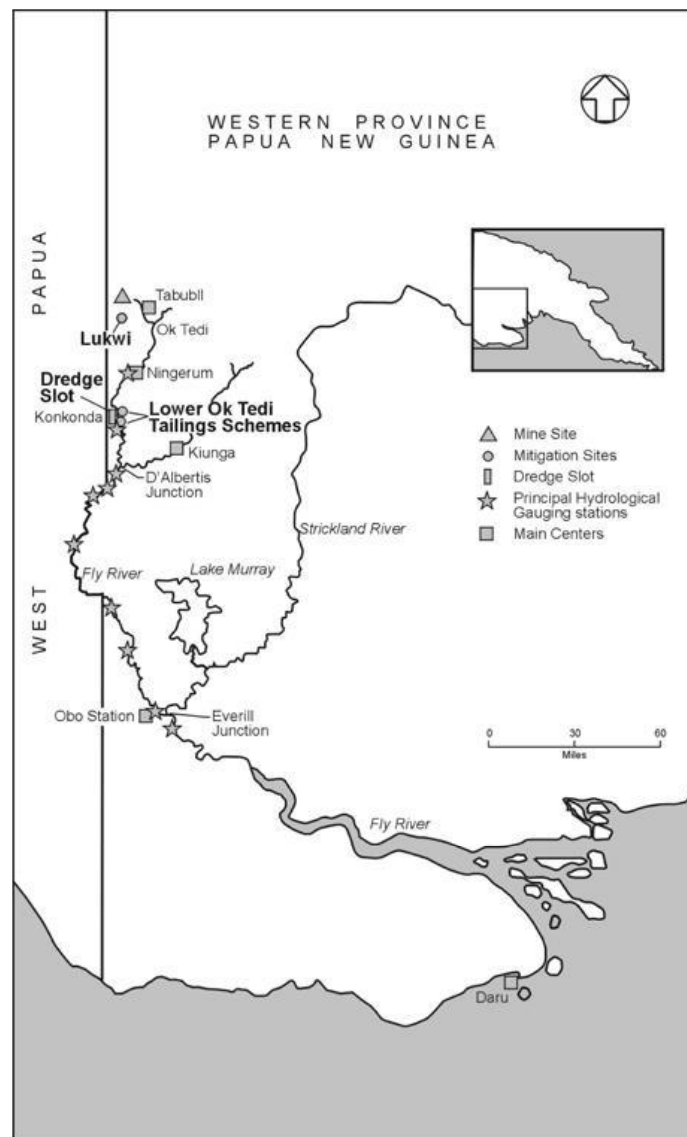 WESTERN PROVINCE
PAPUA NEW GUINEA
PAPUA
WEST
Tabubll
Ok Tedi
Lukwi
Ningerum
Dredge
Slot
Konkonda
Lower Ok Tedi
Tailings Schemes
Kiunga
D'Albertis
Junction
Mine Site
Mitigation Sites
Dredge Slot
Principal Hydrological
Gauging stations
Main Centers
Strickland River
Fly River
Lake Murray
Obo Station
Everill
Junction
0 30 60
Miles
Fly River
Daru